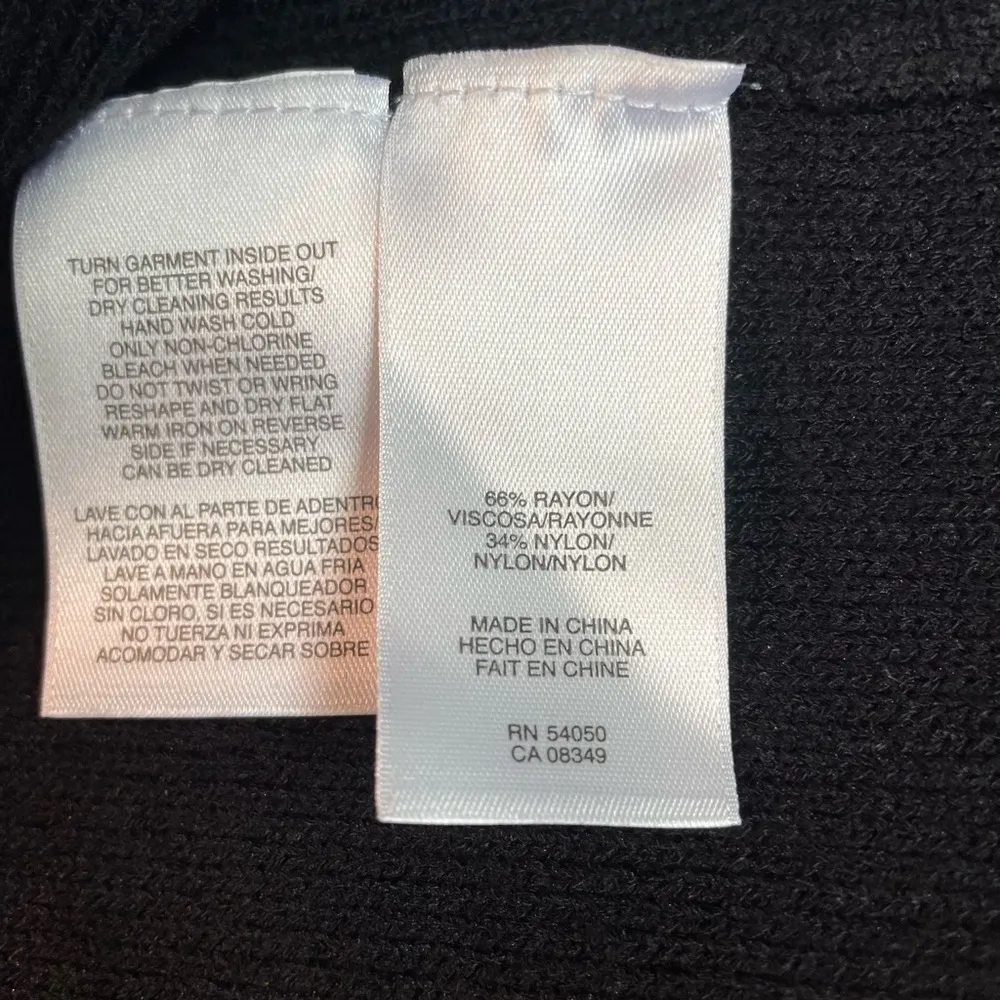 TURN GARMENT INSIDE OUT
FOR BETTER WASHING/
DRY CLEANING RESULTS
HAND WASH COLD
ONLY NON-CHLORINE
BLEACH WHEN NEEDED
DO NOT TWIST OR WRING
RESHAPE AND DRY FLAT
WARM IRON ON REVERSE
SIDE IF NECESSARY
CAN BE DRY CLEANED
LAVE CON AL PARTE DE ADENTRO
HACIA AFUERA PARA MEJORES/
LAVADO EN SECO RESULTADOS
LAVE A MANO EN AGUA FRIA
SOLAMENTE BLANQUEADOR
SIN CLORO, SI ES NECESARIO
NO TUERZA NI EXPRIMA
ACOMODAR Y SECAR SOBRE
66% RAYON/
VISCOSA/RAYONNE
34% NYLON/
NYLON/NYLON
MADE IN CHINA
HECHO EN CHINA
FAIT EN CHINE
RN 54050
CA 08349